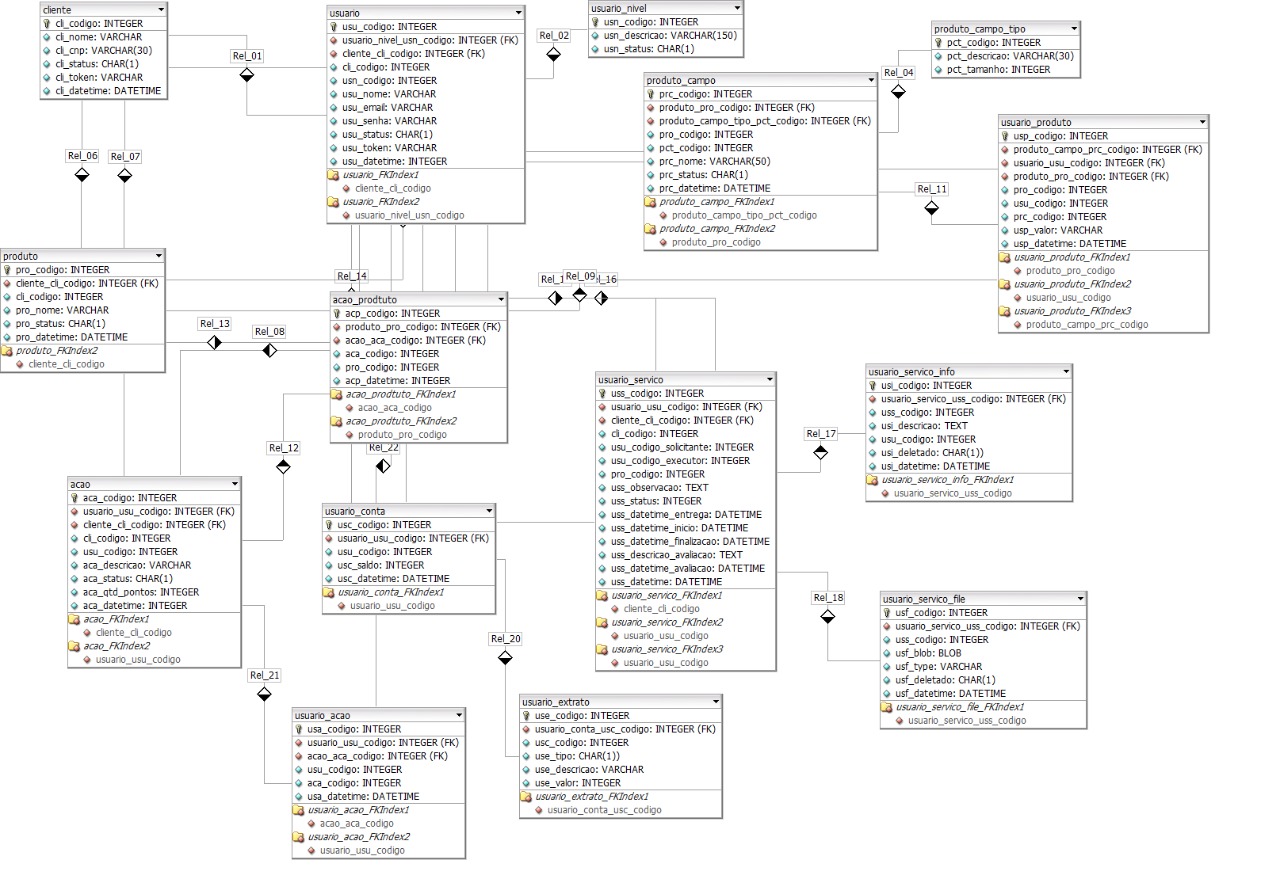 cliente
cli_codigo: INTEGER
cli_nome: VARCHAR
cli_cnp: VARCHAR(30)
cli_status: CHAR(1)
cli_token: VARCHAR
cli_datetime: DATETIME
Rel_01
usuario
usu_codigo: INTEGER
usuario_nivel_usn_codigo: INTEGER (FK)
cliente_cli_codigo: INTEGER (FK)
cli_codigo: INTEGER
usn_codigo: INTEGER
usu_nome: VARCHAR
usu_email: VARCHAR
usu_senha: VARCHAR
usu_status: CHAR(1)
usu_token: VARCHAR
usu_datetime: INTEGER
usuario_FKIndex1
cliente_cli_codigo
usuario_FKIndex2
usuario_nivel_usn_codigo
Rel_02
usuario_nivel
usn_codigo: INTEGER
usn_descricao: VARCHAR(150)
usn_status: CHAR(1)
produto_campo
prc_codigo: INTEGER
produto_pro_codigo: INTEGER (FK)
produto_campo_tipo_pct_codigo: INTEGER (FK)
pro_codigo: INTEGER
pct_codigo: INTEGER
prc_nome: VARCHAR(50)
prc_status: CHAR(1)
prc_datetime: DATETIME
produto_campo_FKIndex1
produto_campo_tipo_pct_codigo
produto_campo_FKIndex2
produto_pro_codigo
Rel_04
produto_campo_tipo
pct_codigo: INTEGER
pct_descricao: VARCHAR(30)
pct_tamanho: INTEGER
usuario_produto
usp_codigo: INTEGER
produto_campo_prc_codigo: INTEGER (FK)
usuario_usu_codigo: INTEGER (FK)
produto_pro_codigo: INTEGER (FK)
pro_codigo: INTEGER
usu_codigo: INTEGER
prc_codigo: INTEGER
usp_valor: VARCHAR
usp_datetime: DATETIME
usuario_produto_FKIndex1
produto_pro_codigo
usuario_produto_FKIndex2
usuario_usu_codigo
usuario_produto_FKIndex3
produto_campo_prc_codigo
Rel_11
Rel_06
Rel_07
produto
pro_codigo: INTEGER
cliente_cli_codigo: INTEGER (FK)
cli_codigo: INTEGER
pro_nome: VARCHAR
pro_status: CHAR(1)
pro_datetime: DATETIME
produto_FKIndex2
cliente_cli_codigo
Rel_13
Rel_08
Rel_14
acao_prodtuto
acp_codigo: INTEGER
produto_pro_codigo: INTEGER (FK)
acao_aca_codigo: INTEGER (FK)
aca_codigo: INTEGER
pro_codigo: INTEGER
acp_datetime: INTEGER
acao_prodtuto_FKIndex1
acao_aca_codigo
acao_prodtuto_FKIndex2
produto_pro_codigo
Rel_09
_16
Rel_12
Rel_22
usuario_servico
uss_codigo: INTEGER
usuario_usu_codigo: INTEGER (FK)
cliente_cli_codigo: INTEGER (FK)
cli_codigo: INTEGER
usu_codigo_solicitante: INTEGER
usu_codigo_executor: INTEGER
pro_codigo: INTEGER
uss_observacao: TEXT
uss_status: INTEGER
uss_datetime_entrega: DATETIME
uss_datetime_inicio: DATETIME
uss_datetime_finalizacao: DATETIME
uss_descricao_avaliacao: TEXT
uss_datetime_avaliacao: DATETIME
uss_datetime: DATETIME
usuario_servico_FKIndex1
cliente_cli_codigo
usuario_servico_FKIndex2
usuario_usu_codigo
usuario_servico_FKIndex3
usuario_usu_codigo
Rel_17
usuario_servico_info
usi_codigo: INTEGER
usuario_servico_uss_codigo: INTEGER (FK)
uss_codigo: INTEGER
usi_descricao: TEXT
usu_codigo: INTEGER
usi_deletado: CHAR(1))
usi_datetime: DATETIME
usuario_servico_info_FKIndex1
usuario_servico_uss_codigo
acao
aca_codigo: INTEGER
usuario_usu_codigo: INTEGER (FK)
cliente_cli_codigo: INTEGER (FK)
cli_codigo: INTEGER
usu_codigo: INTEGER
aca_descricao: VARCHAR
aca_status: CHAR(1)
aca_qtd_pontos: INTEGER
aca_datetime: INTEGER
acao_FKIndex1
cliente_cli_codigo
acao_FKIndex2
usuario_usu_codigo
usuario_conta
usc_codigo: INTEGER
usuario_usu_codigo: INTEGER (FK)
usu_codigo: INTEGER
usc_saldo: INTEGER
usc_datetime: DATETIME
usuario_conta_FKIndex1
usuario_usu_codigo
Rel_18
usuario_servico_file
usf_codigo: INTEGER
usuario_servico_uss_codigo: INTEGER (FK)
uss_codigo: INTEGER
usf_blob: BLOB
usf_type: VARCHAR
usf_deletado: CHAR(1)
usf_datetime: DATETIME
usuario_servico_file_FKIndex1
usuario_servico_uss_codigo
Rel_20
Rel_21
usuario_acao
usa_codigo: INTEGER
usuario_usu_codigo: INTEGER (FK)
acao_aca_codigo: INTEGER (FK)
usu_codigo: INTEGER
aca_codigo: INTEGER
usa_datetime: DATETIME
usuario_acao_FKIndex1
acao_aca_codigo
usuario_acao_FKIndex2
usuario_usu_codigo
usuario_extrato
use_codigo: INTEGER
usuario_conta_usc_codigo: INTEGER (FK)
usc_codigo: INTEGER
use_tipo: CHAR(1))
use_descricao: VARCHAR
use_valor: INTEGER
usuario_extrato_FKIndex1
usuario_conta_usc_codigo